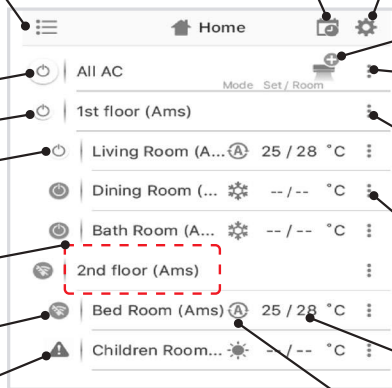 Home
All AC
Mode Set / Room
1st floor (Ams)
Living Room (A... A 25 / 28 °C
Dining Room (... -- / -- °C
Bath Room (A... -- / -- °C
2nd floor (Ams)
Bed Room (Ams) A 25 / 28 °C
Children Room... -- / -- °C